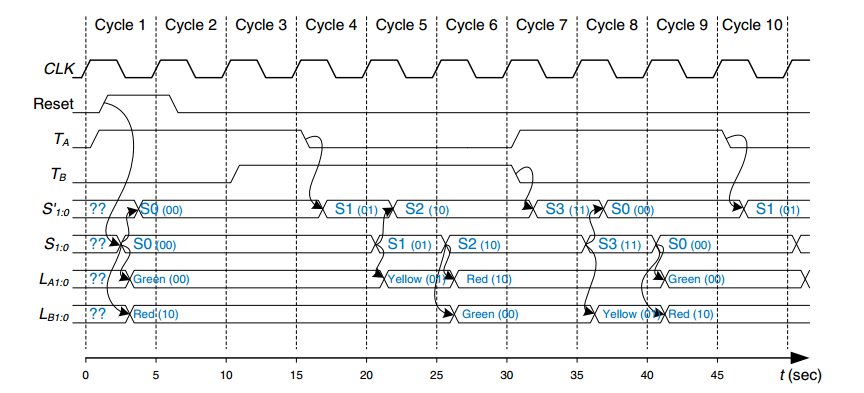 Cycle 1 Cycle 2 Cycle 3 Cycle 4 Cycle 5 Cycle 6 Cycle 7 Cycle 8 Cycle 9 Cycle 10
CLK
Reset
TA
TB
S'1:0 ?? S0 (00) S1 (01) S2 (10) S3 (11) S0 (00) S1 (01)
S1:0 ?? S0 (00) S1 (01) S2 (10) S3 (11) S0 (00)
LA1:0 ?? Green (00) Yellow (01) Red (10) Green (00)
LB1:0 ?? Red (10) Green (00) Yellow (01) Red (10)
0 5 10 15 20 25 30 35 40 45 t (sec)